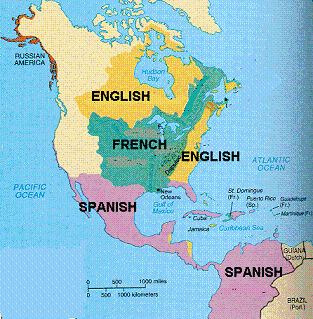 RUSSIAN
AMERICA
Hudson
Bay
ENGLISH
FRENCH
ENGLISH
PACIFIC
OCEAN
ATLANTIC
OCEAN
SPANISH
New
Orleans
Gulf of
Mexico
St. Domingue
(Fr.)
Puerto Rico
(Sp.)
Guadeloupe
(Fr.)
Martinique (Fr.)
Cuba
Jamaica
Caribbean Sea
0 500 1000 miles
0 500 1000 kilometers
SPANISH
GUIANA
(Dutch)
BRAZIL
(Port.)